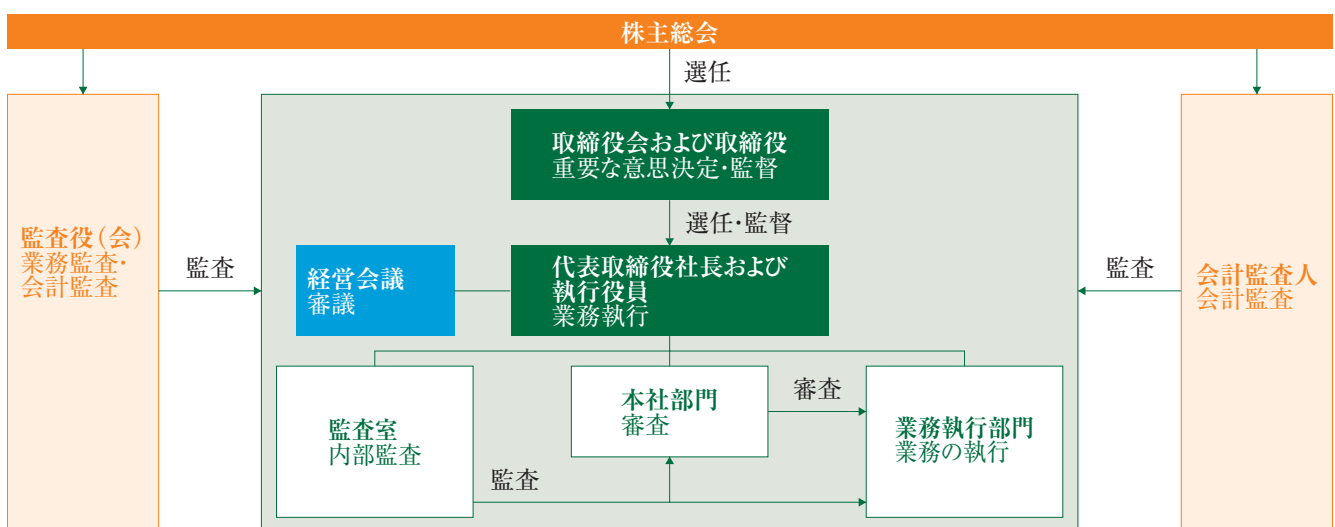 株主総会
選任
取締役会および取締役
重要な意思決定・監督
選任・監督
監査役(会)
業務監査・
会計監査
監査
経営会議
審議
代表取締役社長および
執行役員
業務執行
監査
会計監査人
会計監査
監査室
内部監査
本社部門
審査
審査
業務執行部門
業務の執行
監査